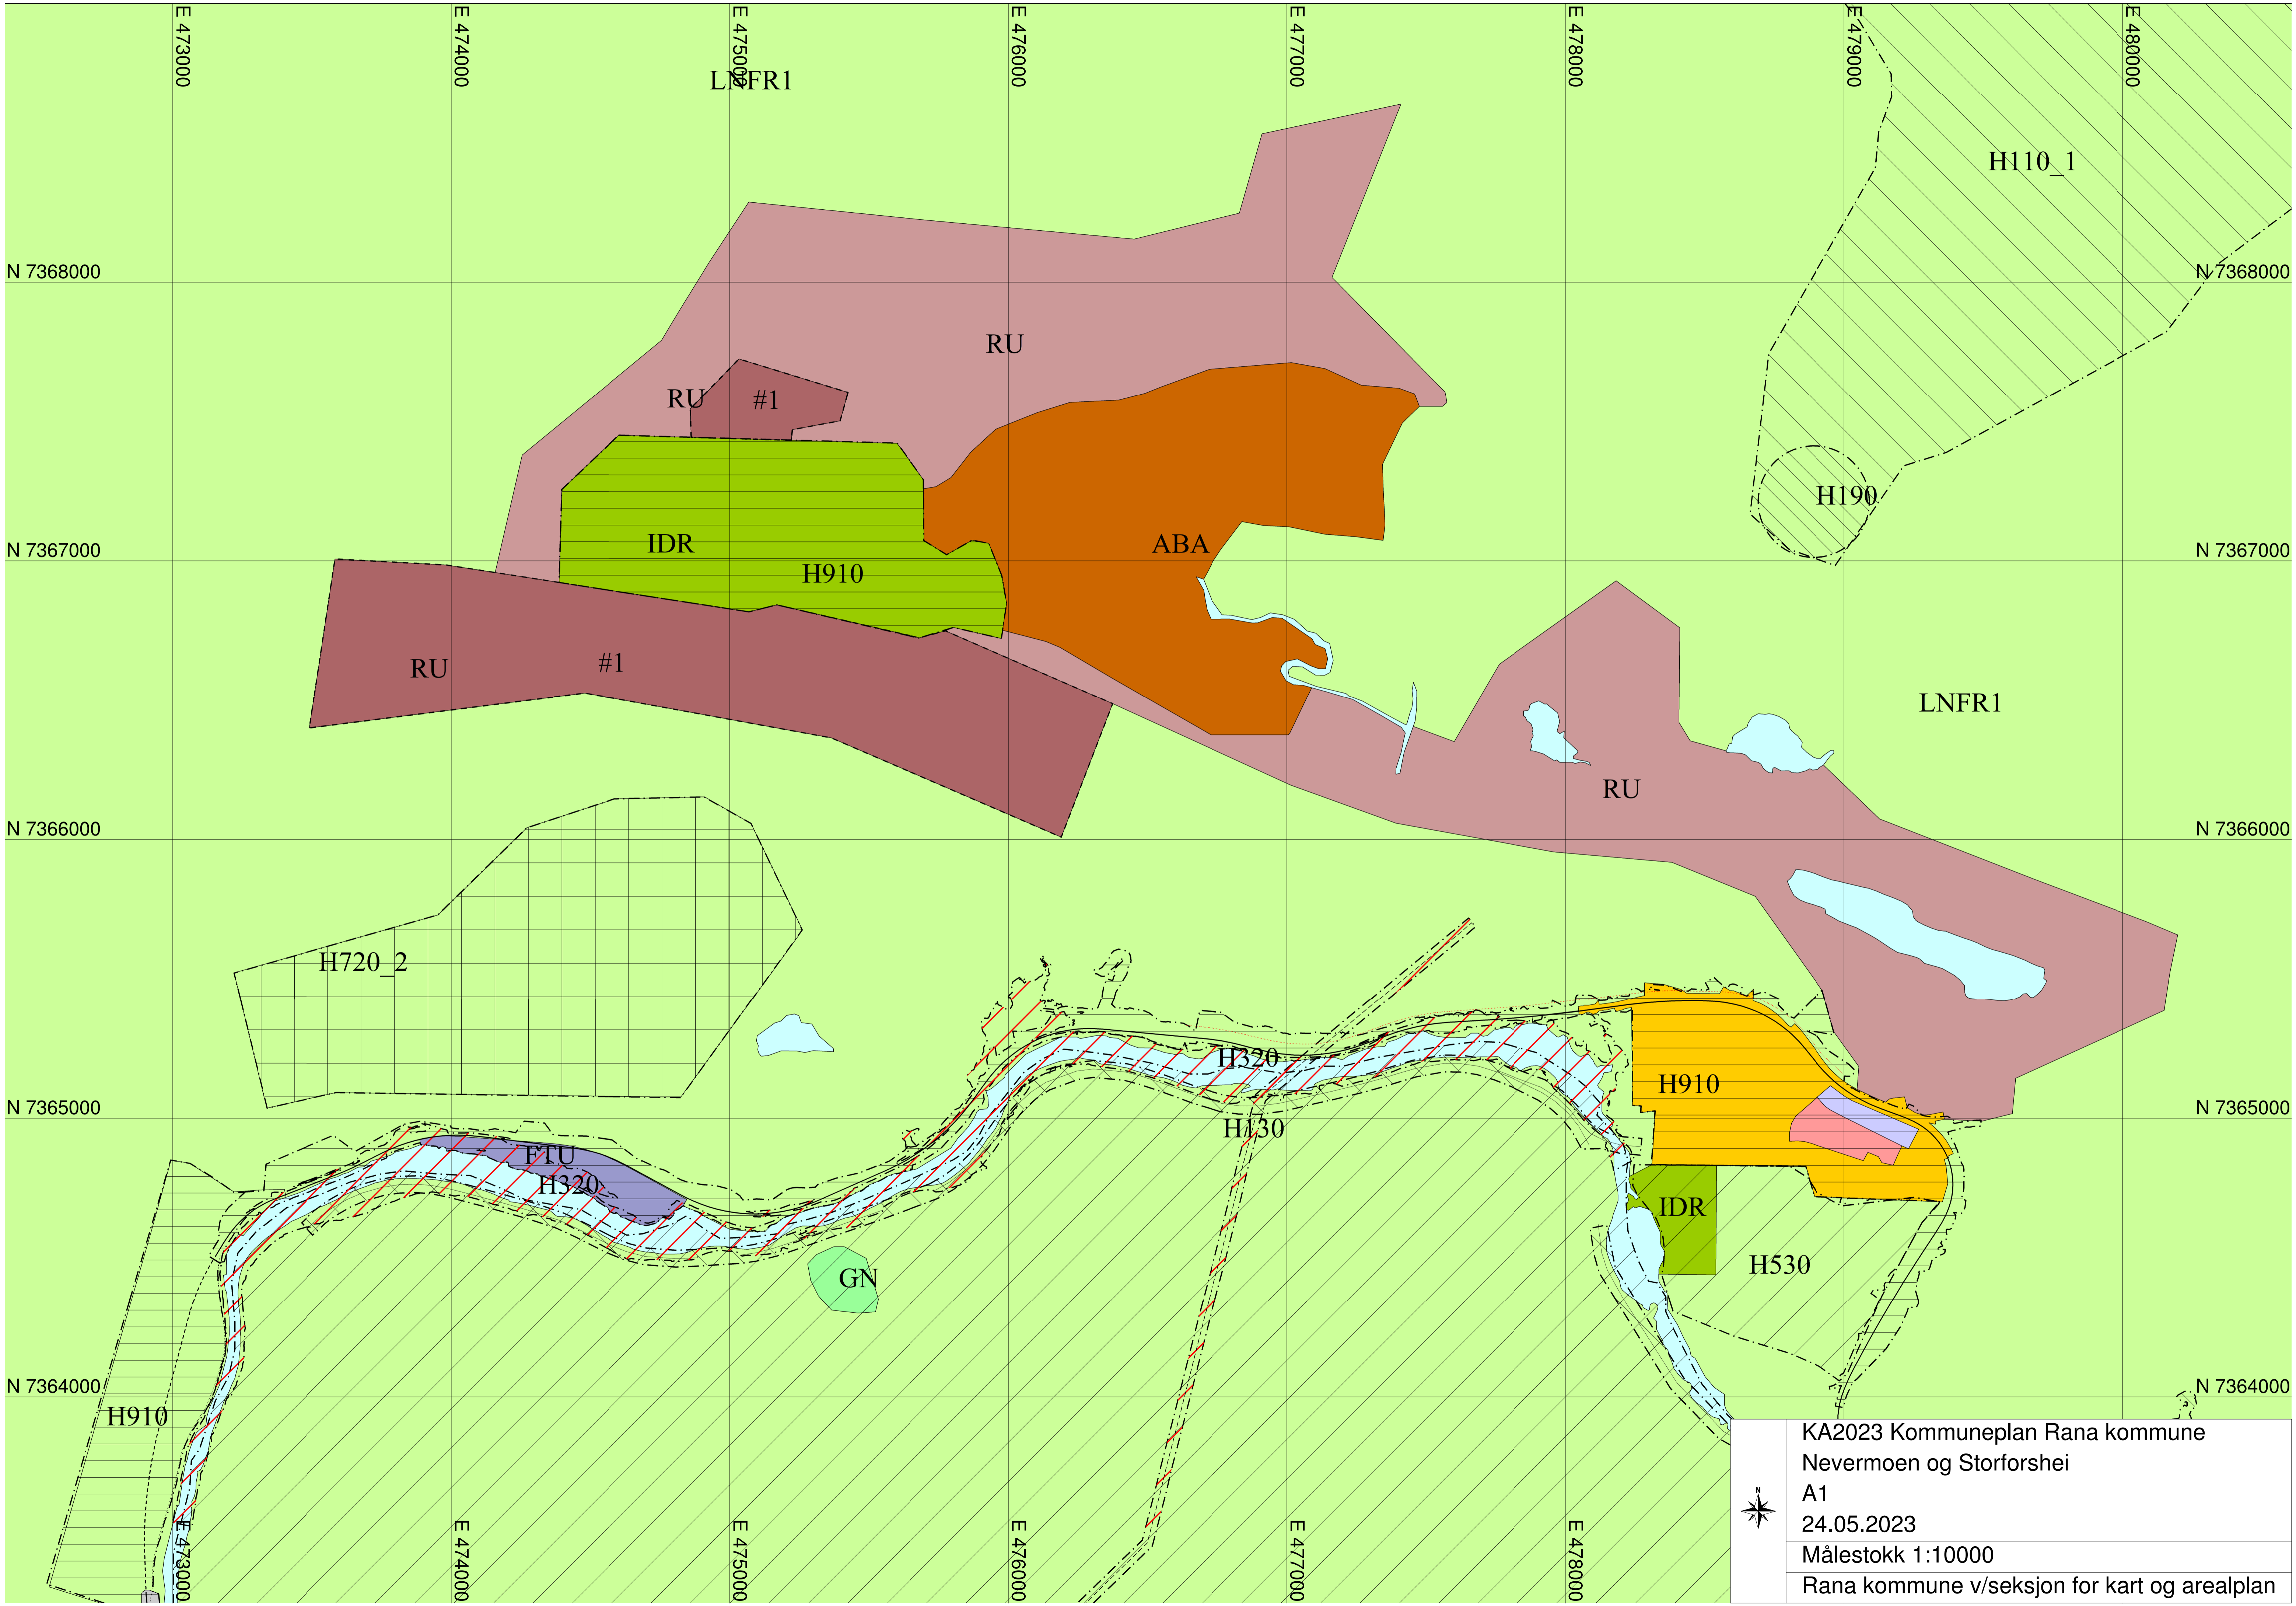 E 473000
E 474000
E 475000
E 476000
E 477000
E 478000
E 479000
E 480000
LNFR1
H110_1
N 7368000
N 7368000
RU
RU
#1
H190
IDR
ABA
N 7367000
N 7367000
H910
RU
#1
LNFR1
RU
N 7366000
N 7366000
H720_2
H320
H910
N 7365000
N 7365000
H130
FTU
H320
IDR
H530
GN
N 7364000
N 7364000
H910
E 473000
E 474000
E 475000
E 476000
E 477000
E 478000
N
KA2023 Kommuneplan Rana kommune
Nevermoen og Storforshei
A1
24.05.2023
Målestokk 1:10000
Rana kommune v/seksjon for kart og arealplan